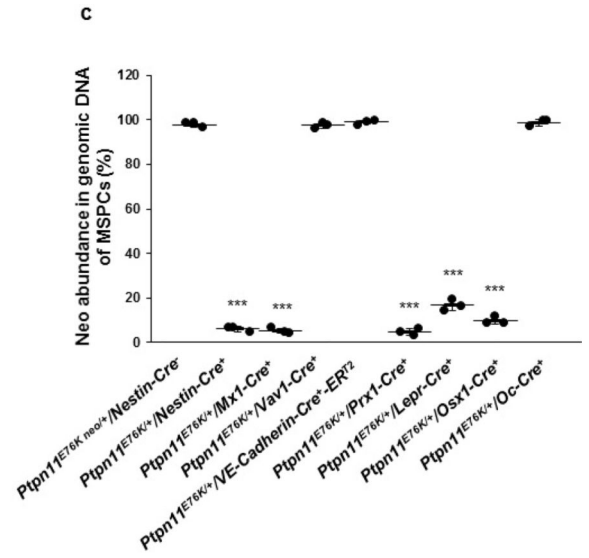 C
Neo abundance in genomic DNA
of MSPCs (%)
120
100
80
60
40
20
0
***
***
***
***
***
Ptpn11E76K neo/+/Nestin-Cre-
Ptpn11E76K/+/Nestin-Cre+
Ptpn11E76K/+/Mx1-Cre+
Ptpn11E76K/+/Vav1-Cre+
Ptpn11E76K/+/VE-Cadherin-Cre+-ERT2
Ptpn11E76K/+/Prx1-Cre+
Ptpn11E76K/+/Lepr-Cre+
Ptpn11E76K/+/Osx1-Cre+
Ptpn11E76K/+/Oc-Cre+